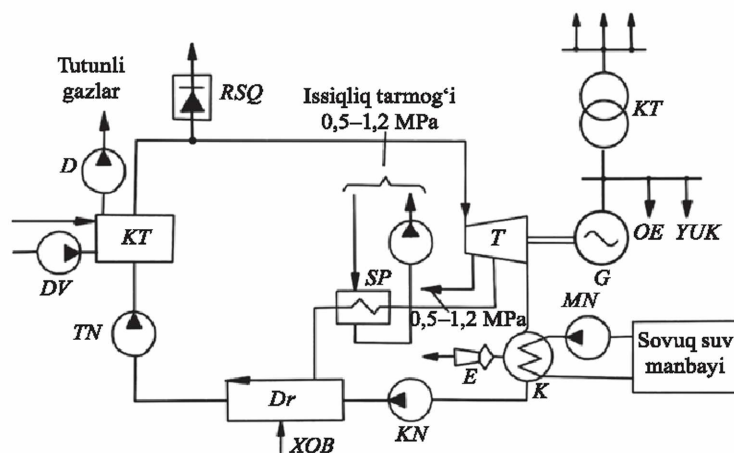 Tutunli
gazlar
RSQ
Issiqliq tarmog‘i
0,5–1,2 MPa
KT
D
KT
T
OE YUK
G
DV
SP
MN
0,5–1,2 MPa
TN
Sovuq suv
manbayi
E
K
Dr
KN
XOB